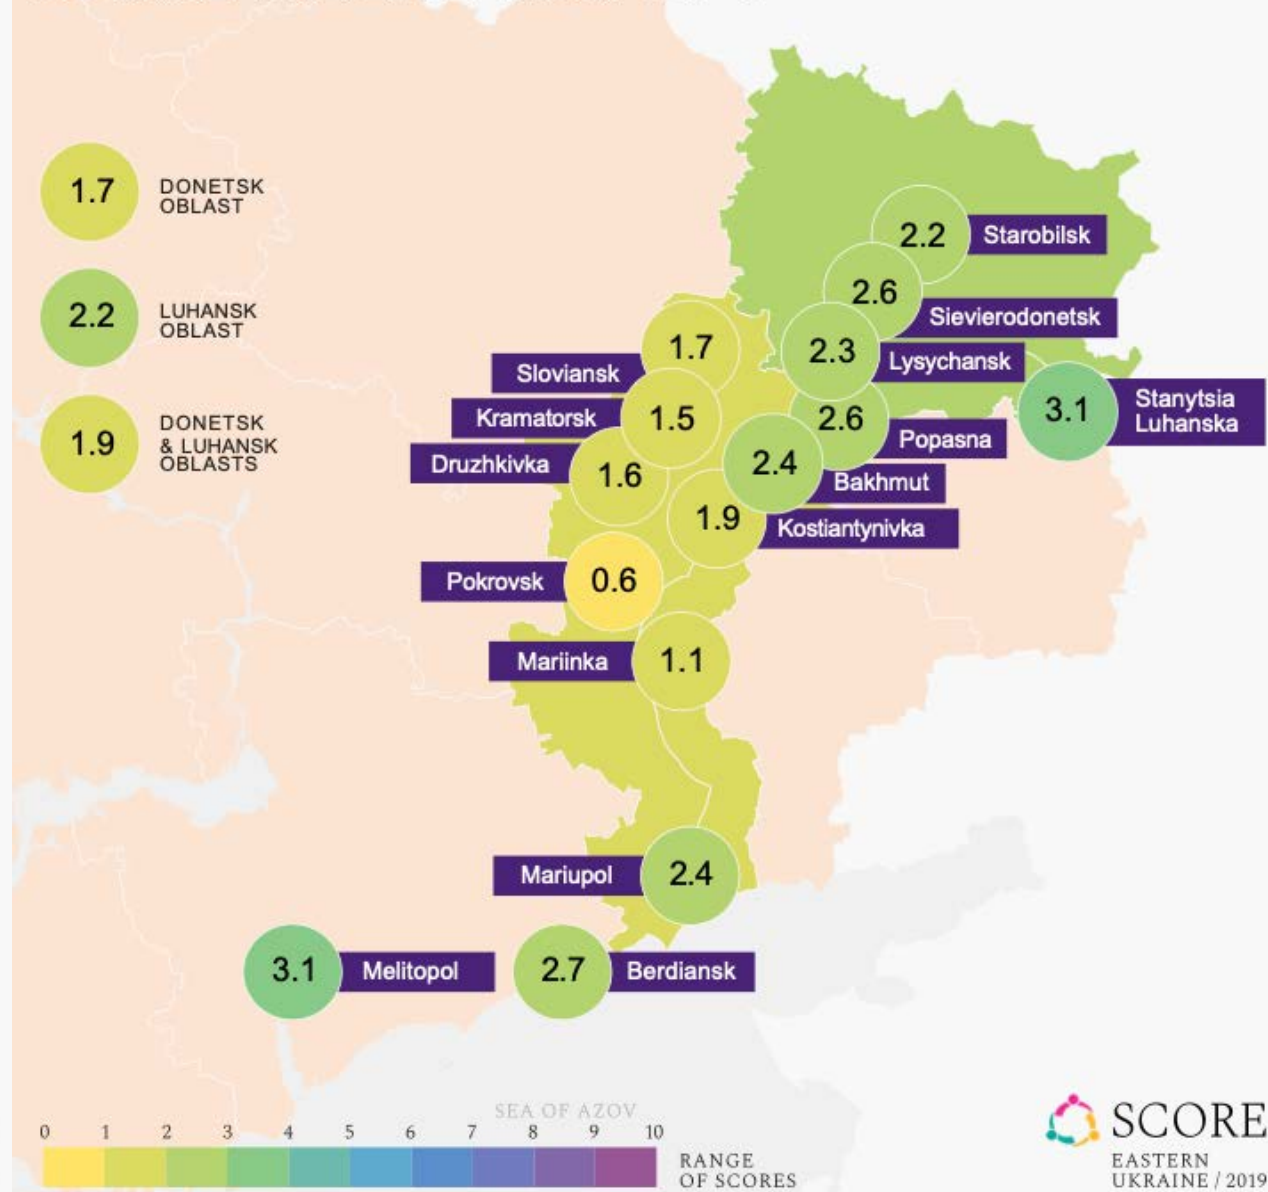 1.7
DONETSK
OBLAST
2.2
LUHANSK
OBLAST
1.9
DONETSK
& LUHANSK
OBLASTS
2.2
Starobilsk
2.6
Sievierodonetsk
1.7
Sloviansk
2.3
Lysychansk
3.1
Stanytsia
Luhanska
Kramatorsk
1.5
2.6
Popasna
Druzhkivka
1.6
2.4
Bakhmut
1.9
Kostiantynivka
Pokrovsk
0.6
Mariinka
1.1
Mariupol
2.4
3.1
Melitopol
2.7
Berdiansk
SEA OF AZOV
0 1 2 3 4 5 6 7 8 9 10
RANGE
OF SCORES
SCORE
EASTERN
UKRAINE / 2019